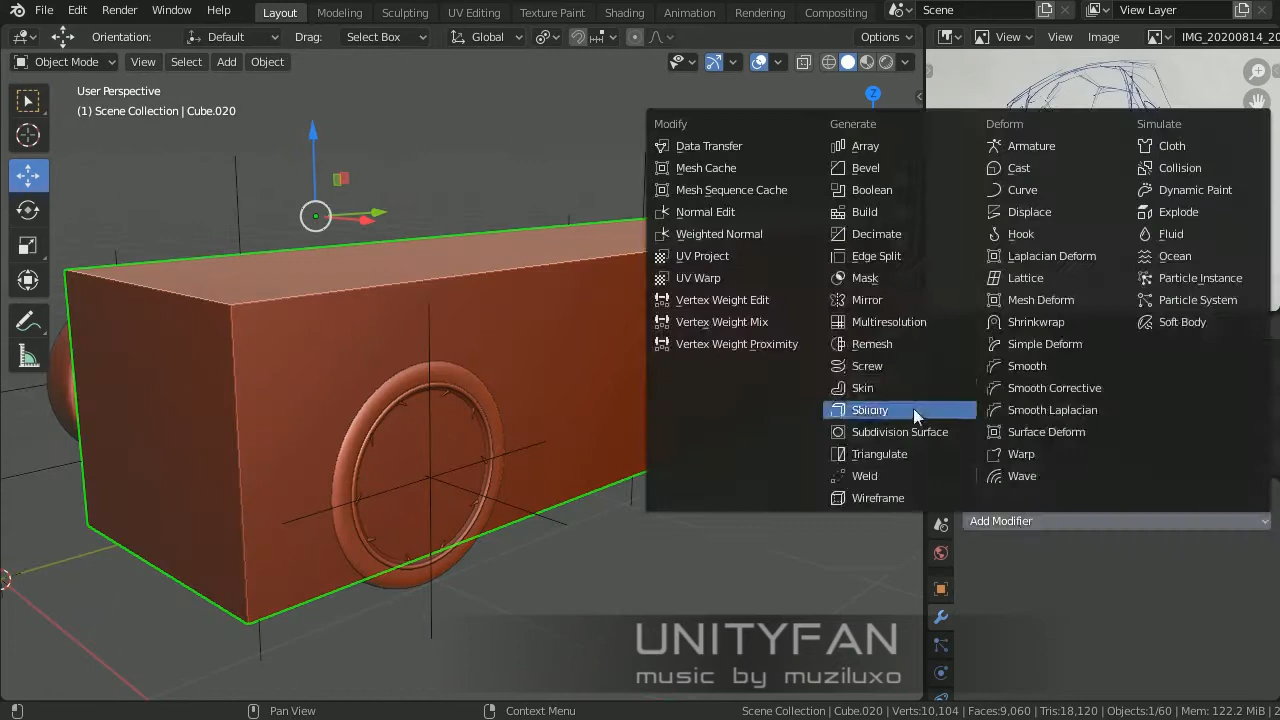 File Edit Render Window Help Layout Modeling Sculpting UV Editing Texture Paint Shading Animation Rendering Compositing Scene View Layer
Orientation: Default Drag: Select Box Global Options View View Image IMG_20200814_20
Object Mode View Select Add Object
User Perspective
(1) Scene Collection | Cube.020
Z
Modify Generate Deform Simulate
Data Transfer Array Armature Cloth
Mesh Cache Bevel Cast Collision
Mesh Sequence Cache Boolean Curve Dynamic Paint
Normal Edit Build Displace Explode
Weighted Normal Decimate Hook Fluid
UV Project Edge Split Laplacian Deform Ocean
UV Warp Mask Lattice Particle Instance
Vertex Weight Edit Mirror Mesh Deform Particle System
Vertex Weight Mix Multiresolution Shrinkwrap Soft Body
Vertex Weight Proximity Remesh Simple Deform
Screw Smooth
Skin Smooth Corrective
Solidify Smooth Laplacian
Subdivision Surface Surface Deform
Triangulate Warp
Weld Wave
Wireframe
Add Modifier
UNITYFAN
music by muziluxo
Pan View Context Menu Scene Collection | Cube.020 | Verts:10,104 | Faces:9,060 | Tris:18,120 | Objects:1/60 | Mem: 122.2 MiB | 2